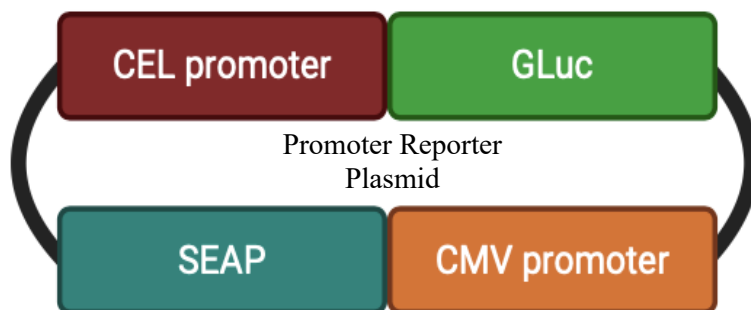 CEL promoter
GLuc
Promoter Reporter
Plasmid
SEAP
CMV promoter